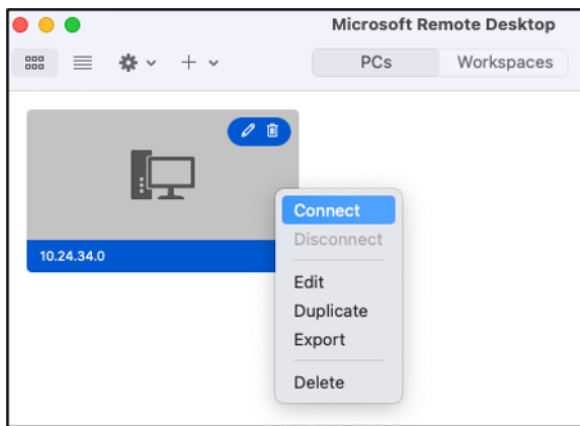 Microsoft Remote Desktop
PCs Workspaces
10.24.34.0
Connect
Disconnect
Edit
Duplicate
Export
Delete